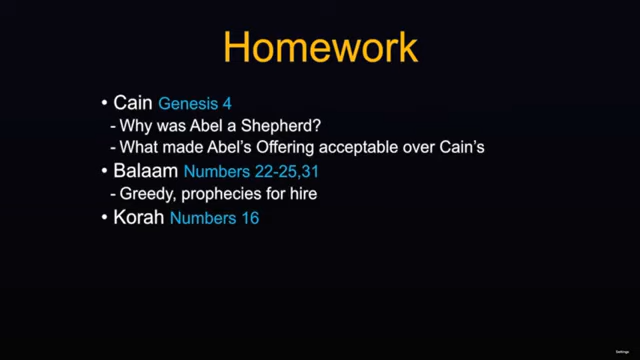 Homework
• Cain Genesis 4
- Why was Abel a Shepherd?
- What made Abel's Offering acceptable over Cain's
• Balaam Numbers 22-25,31
- Greedy, prophecies for hire
• Korah Numbers 16
Settings